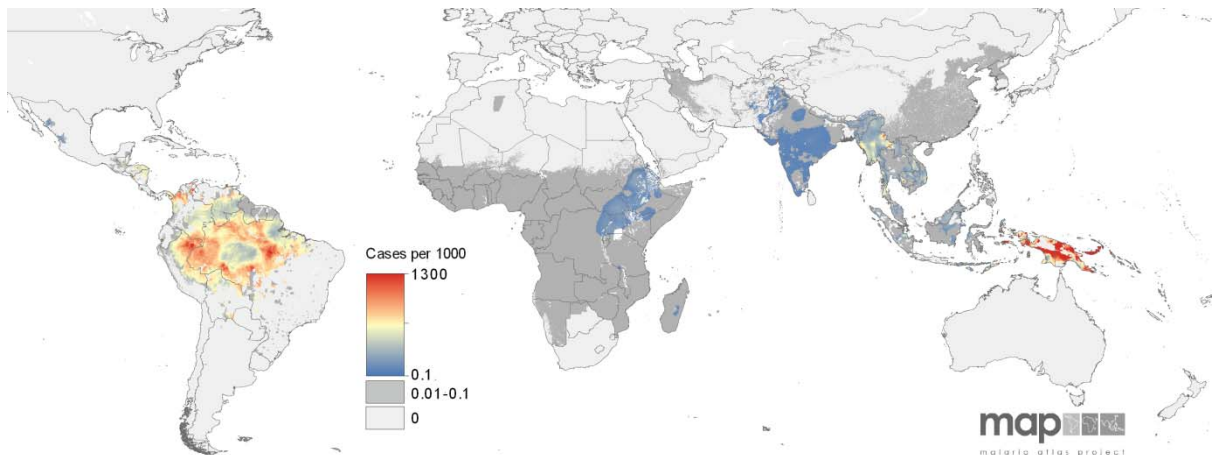 Cases per 1000
1300
0.1
0.01-0.1
0
map
malaria atlas project